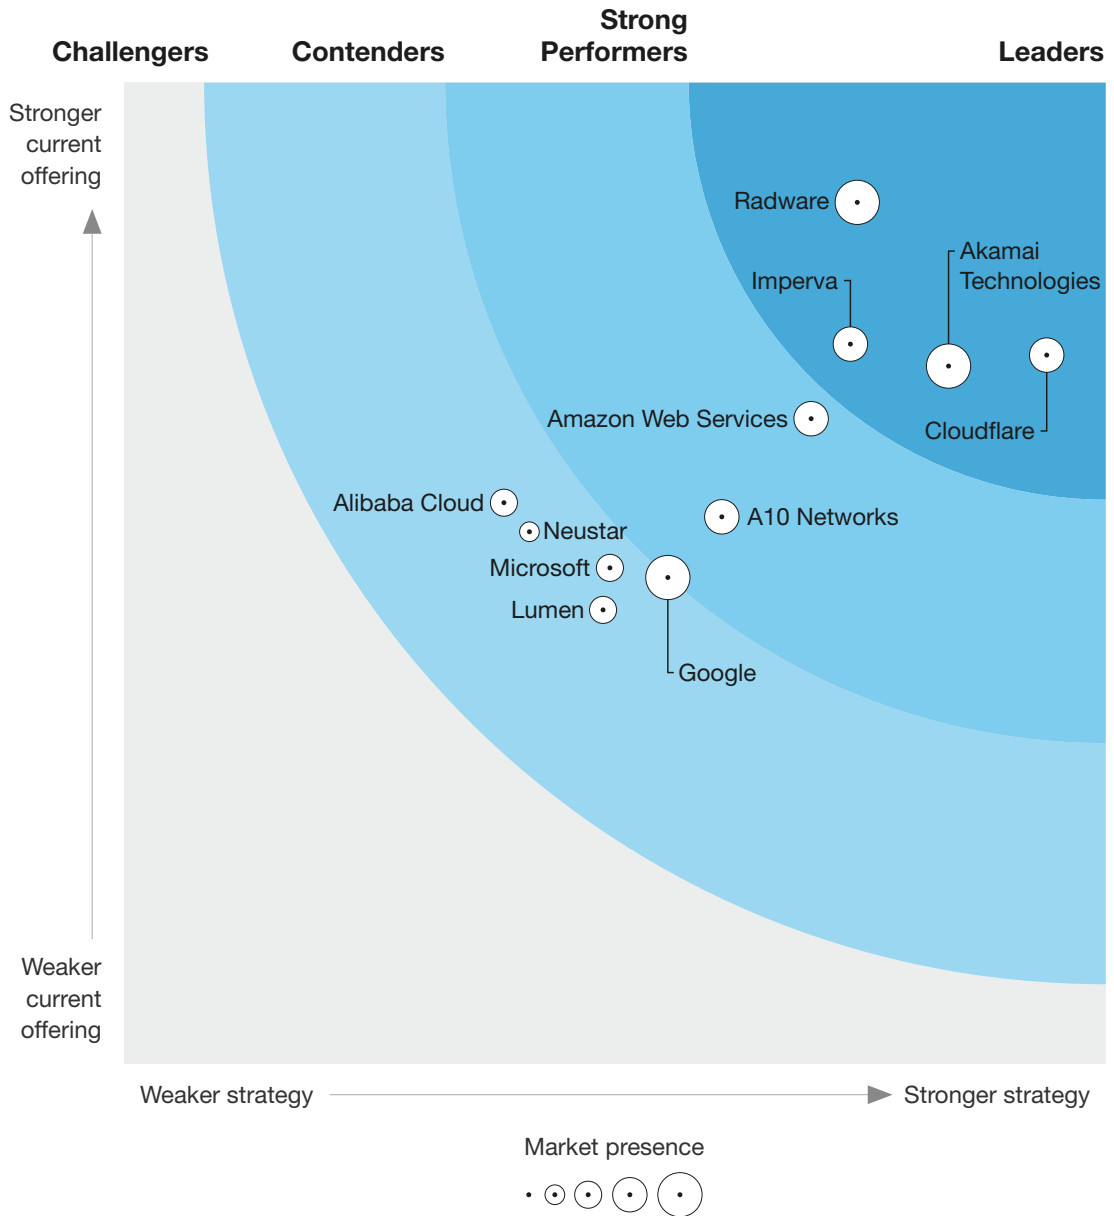 Challengers
Contenders
Strong
Performers
Leaders
Stronger
current
offering
Radware
Akamai
Technologies
Imperva
Amazon Web Services
Cloudflare
Alibaba Cloud
A10 Networks
Neustar
Microsoft
Lumen
Google
Weaker
current
offering
Weaker strategy
Stronger strategy
Market presence